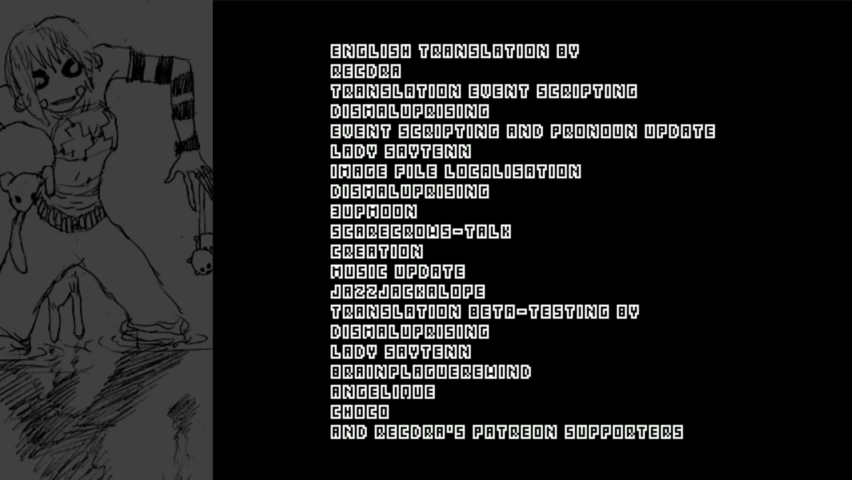 ENGLISH TRANSLATION BY
RECDRA
TRANSLATION EVENT SCRIPTING
DISMALUPRISING
EVENT SCRIPTING AND PRONOUN UPDATE
LADY SAYTENN
IMAGE FILE LOCALISATION
DISMALUPRISING
3UPMOON
SCARECROWS-TALK
CREATION
MUSIC UPDATE
JAZZJACKALOPE
TRANSLATION BETA-TESTING BY
DISMALUPRISING
LADY SAYTENN
BRAINPLAGUEREWIND
ANGELIQUE
CHOCO
AND RECDRA'S PATREON SUPPORTERS